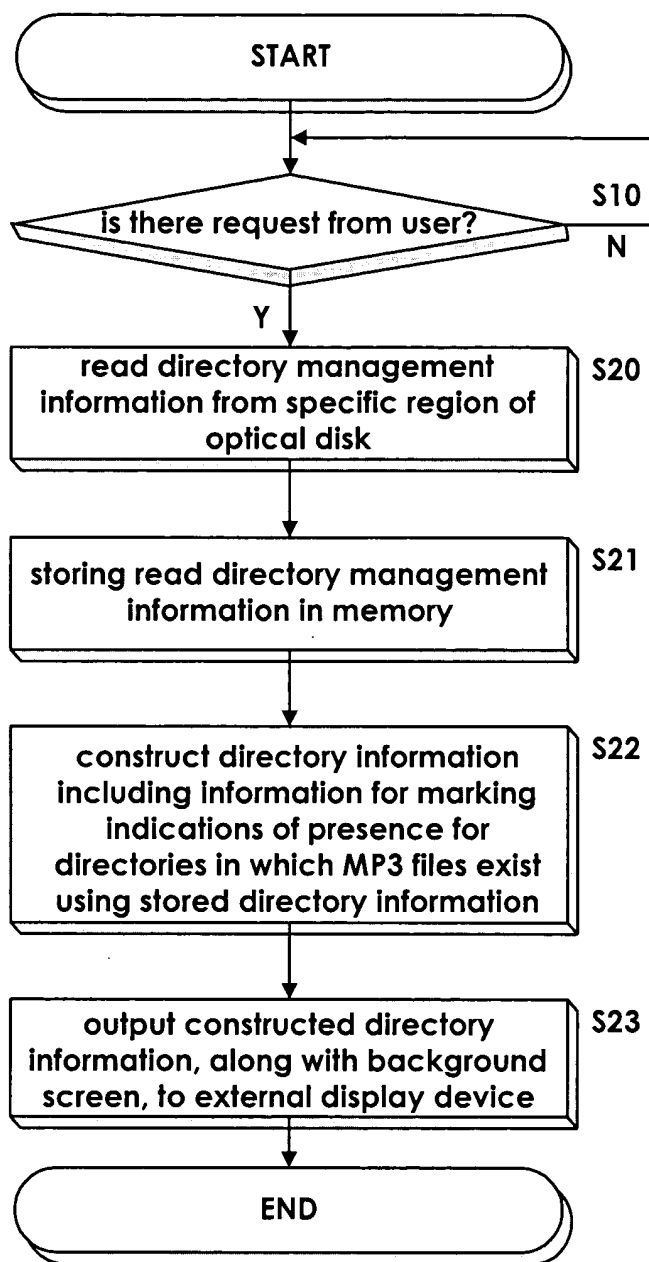 START
is there request from user?
S10
N
Y
read directory management
information from specific region of
optical disk
S20
storing read directory management
information in memory
S21
construct directory information
including information for marking
indications of presence for
directories in which MP3 files exist
using stored directory information
S22
output constructed directory
information, along with background
screen, to external display device
S23
END